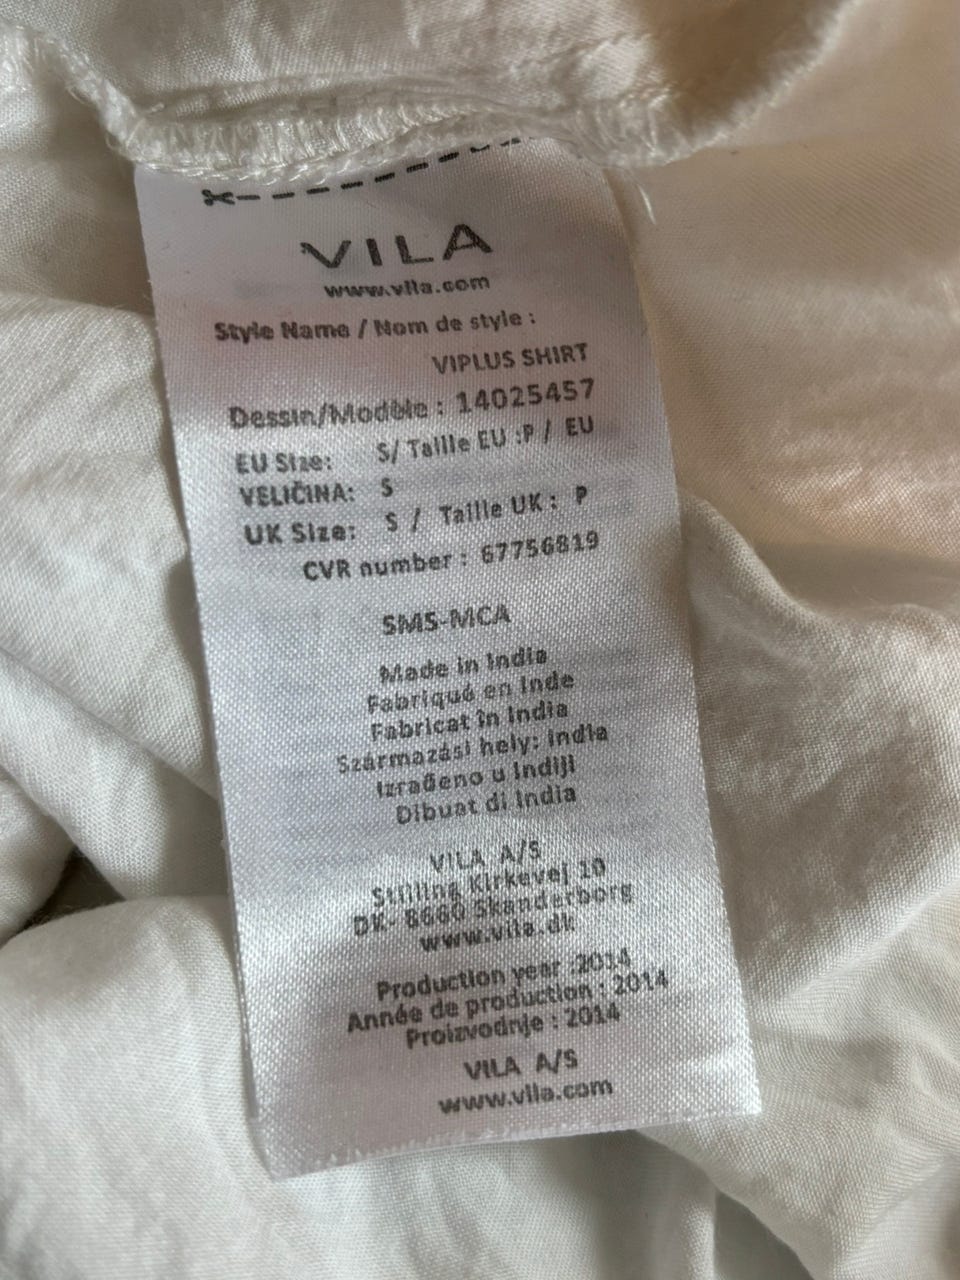 VILA
www.vila.com
Style Name / Nom de style :
VIPLUS SHIRT
Dessin/Modèle : 14025457
EU Size: S/ Taille EU :P / EU
VELIČINA: S
UK Size: S / Taille UK : P
CVR number : 67756819
SMS-MCA
Made in India
Fabriqué en Inde
Fabricat în India
Származási hely: India
Izrađeno u Indiji
Dibuat di India
VILA A/S
Stilling Kirkevej 10
DK- 8660 Skanderborg
www.vila.dk
Production year :2014
Année de production : 2014
Proizvodnje : 2014
VILA A/S
www.vila.com